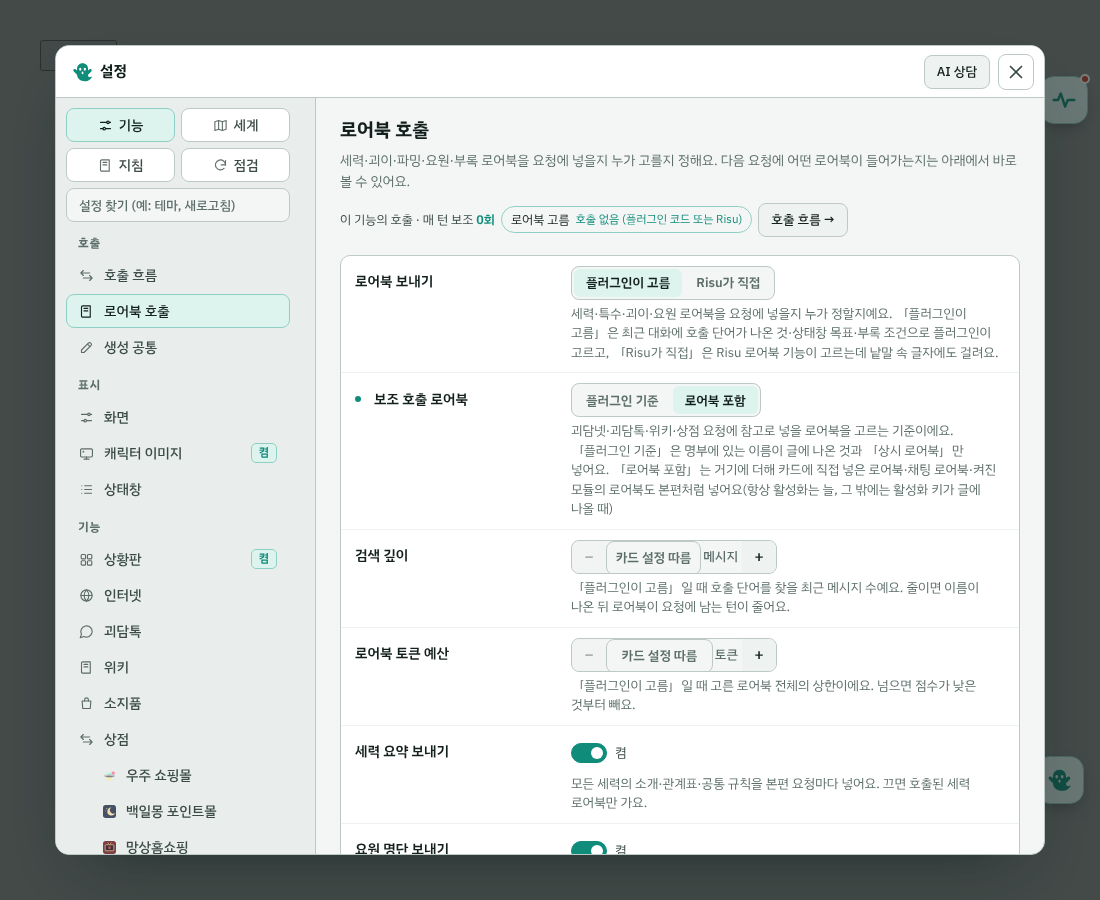 설정
AI 상담
기능
세계
지침
점검
설정 찾기 (예: 테마, 새로고침)
호출
호출 흐름
로어북 호출
생성 공통
표시
화면
캐릭터 이미지 켬
상태창
기능
상황판 켬
인터넷
괴담톡
위키
소지품
상점
우주 쇼핑몰
백일몽 포인트몰
망상홈쇼핑
로어북 호출
세력·괴이·파밍·요원·부록 로어북을 요청에 넣을지 누가 고를지 정해요. 다음 요청에 어떤 로어북이 들어가는지는 아래에서 바로
볼 수 있어요.
이 기능의 호출 · 매 턴 보조 0회 로어북 고름 호출 없음 (플러그인 코드 또는 Risu) 호출 흐름 →
로어북 보내기
플러그인이 고름 Risu가 직접
세력·특수·괴이·요원 로어북을 요청에 넣을지 누가 정할지예요. 「플러그인이
고름」은 최근 대화에 호출 단어가 나온 것·상태창 목표·부록 조건으로 플러그인이
고르고, 「Risu가 직접」은 Risu 로어북 기능이 고르는데 낱말 속 글자에도 걸려요.
보조 호출 로어북
플러그인 기준 로어북 포함
괴담넷·괴담톡·위키·상점 요청에 참고로 넣을 로어북을 고르는 기준이에요.
「플러그인 기준」은 명부에 있는 이름이 글에 나온 것과 「상시 로어북」만
넣어요. 「로어북 포함」는 거기에 더해 카드에 직접 넣은 로어북·채팅 로어북·켜진
모듈의 로어북도 본편처럼 넣어요(항상 활성화는 늘, 그 밖에는 활성화 키가 글에
나올 때)
검색 깊이
− 카드 설정 따름 메시지 +
「플러그인이 고름」일 때 호출 단어를 찾을 최근 메시지 수예요. 줄이면 이름이
나온 뒤 로어북이 요청에 남는 턴이 줄어요.
로어북 토큰 예산
− 카드 설정 따름 토큰 +
「플러그인이 고름」일 때 고른 로어북 전체의 상한이에요. 넘으면 점수가 낮은
것부터 빼요.
세력 요약 보내기
켬
모든 세력의 소개·관계표·공통 규칙을 본편 요청마다 넣어요. 끄면 호출된 세력
로어북만 가요.
요원 명단 보내기
켬